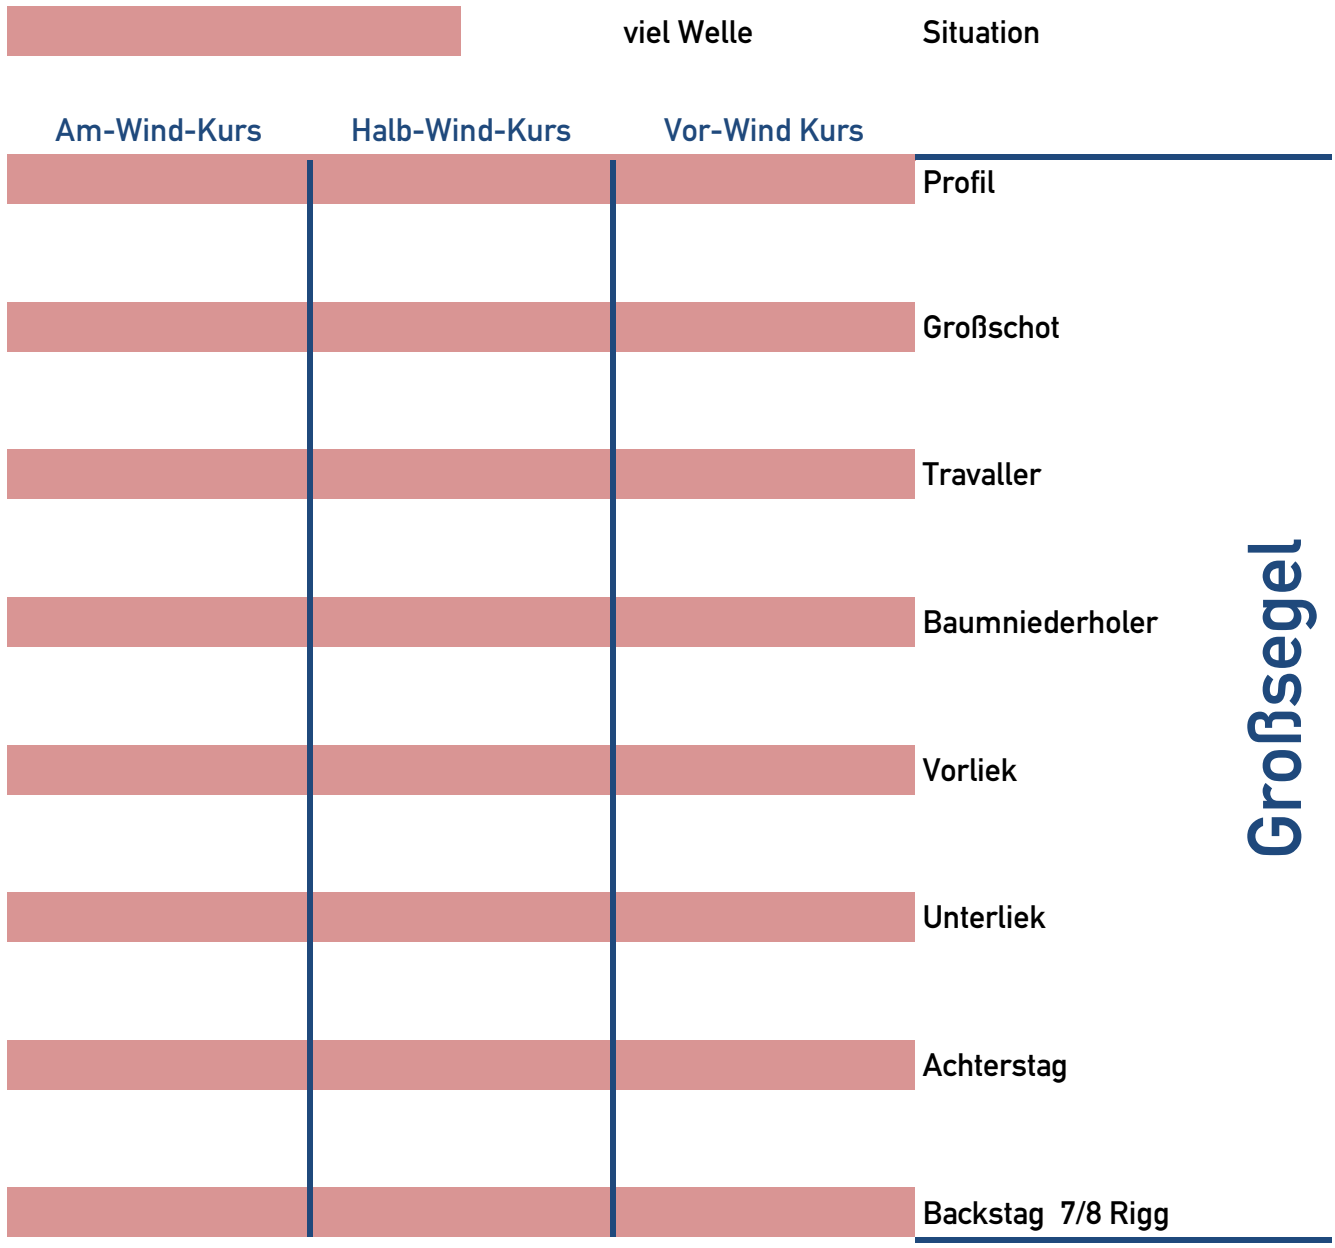 viel Welle Situation
Am-Wind-Kurs Halb-Wind-Kurs Vor-Wind Kurs
Profil
Großschot
Travaller
Baumniederholer
Vorliek
Unterliek
Achterstag
Backstag 7/8 Rigg
Großsegel